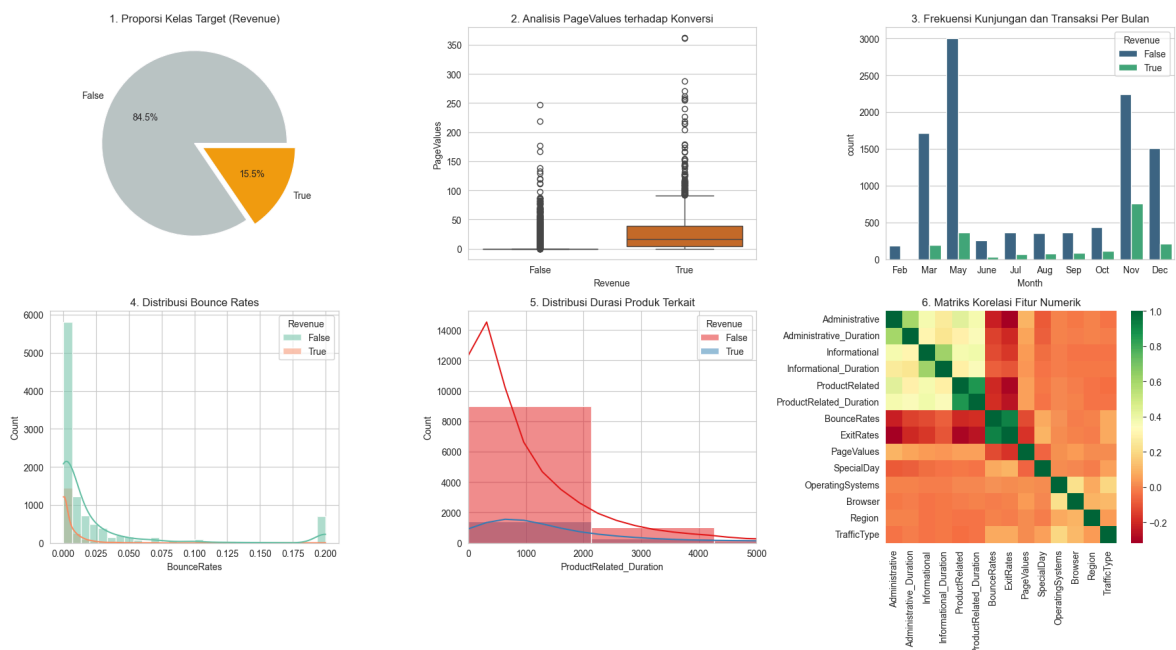 1. Proporsi Kelas Target (Revenue)
False
84.5%
15.5%
True
2. Analisis PageValues terhadap Konversi
PageValues
350
300
250
200
150
100
50
0
False
True
Revenue
3. Frekuensi Kunjungan dan Transaksi Per Bulan
Revenue
False
True
count
3000
2500
2000
1500
1000
500
0
Feb
Mar
May
June
Jul
Aug
Sep
Oct
Nov
Dec
Month
4. Distribusi Bounce Rates
Revenue
False
True
Count
6000
5000
4000
3000
2000
1000
0
0.000
0.025
0.050
0.075
0.100
0.125
0.150
0.175
0.200
BounceRates
5. Distribusi Durasi Produk Terkait
Revenue
False
True
Count
14000
12000
10000
8000
6000
4000
2000
0
0
1000
2000
3000
4000
5000
ProductRelated_Duration
6. Matriks Korelasi Fitur Numerik
Administrative
Administrative_Duration
Informational
Informational_Duration
ProductRelated
ProductRelated_Duration
BounceRates
ExitRates
PageValues
SpecialDay
OperatingSystems
Browser
Region
TrafficType
Administrative
Administrative_Duration
Informational
Informational_Duration
ProductRelated
ProductRelated_Duration
BounceRates
ExitRates
PageValues
SpecialDay
OperatingSystems
Browser
Region
TrafficType
1.0
0.8
0.6
0.4
0.2
0.0
-0.2